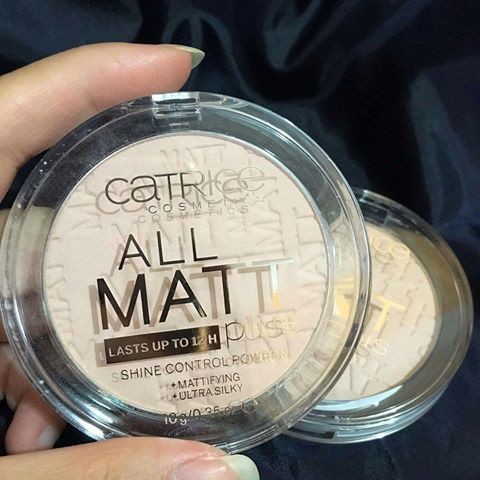 CATRICE
COSMETICS
ALL
MATT
plus
LASTS UP TO 12 H
SHINE CONTROL POWDER
+MATTIFYING
+ULTRA SILKY
10 g/0.35 oz e